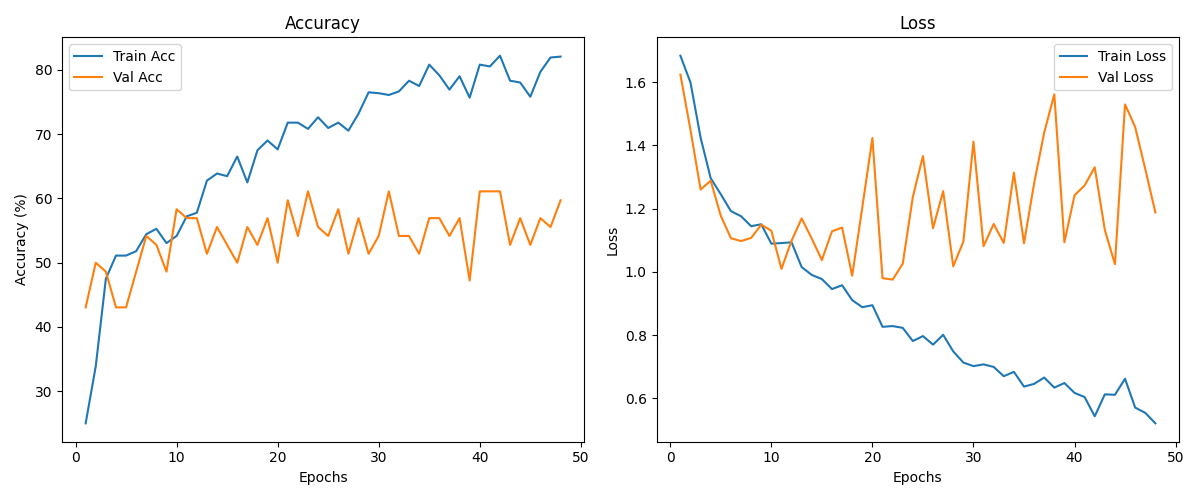 Accuracy
Train Acc
Val Acc
Accuracy (%)
80
70
60
50
40
30
0 10 20 30 40 50
Epochs
Loss
Train Loss
Val Loss
Loss
1.6
1.4
1.2
1.0
0.8
0.6
0 10 20 30 40 50
Epochs